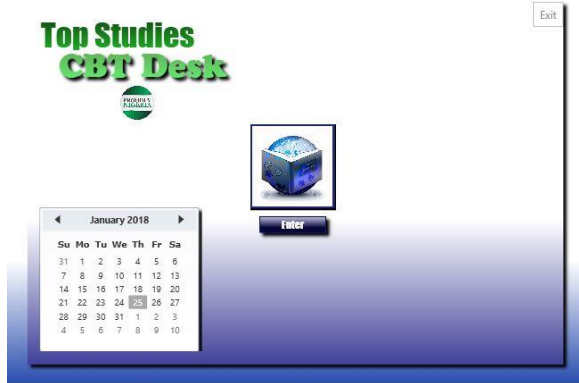 Exit
Top Studies
CBT Desk
PROUDLY
NIGERIA
Enter
January 2018
Su Mo Tu We Th Fr Sa
31 1 2 3 4 5 6
7 8 9 10 11 12 13
14 15 16 17 18 19 20
21 22 23 24 25 26 27
28 29 30 31 1 2 3
4 5 6 7 8 9 10